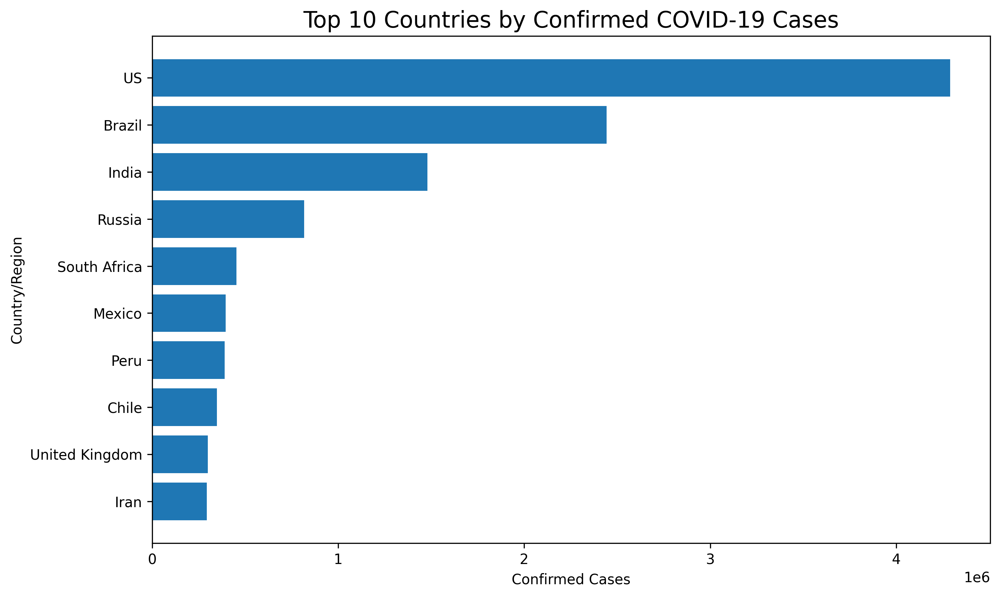 Top 10 Countries by Confirmed COVID-19 Cases
Country/Region
US
Brazil
India
Russia
South Africa
Mexico
Peru
Chile
United Kingdom
Iran
0 1 2 3 4
1e6
Confirmed Cases